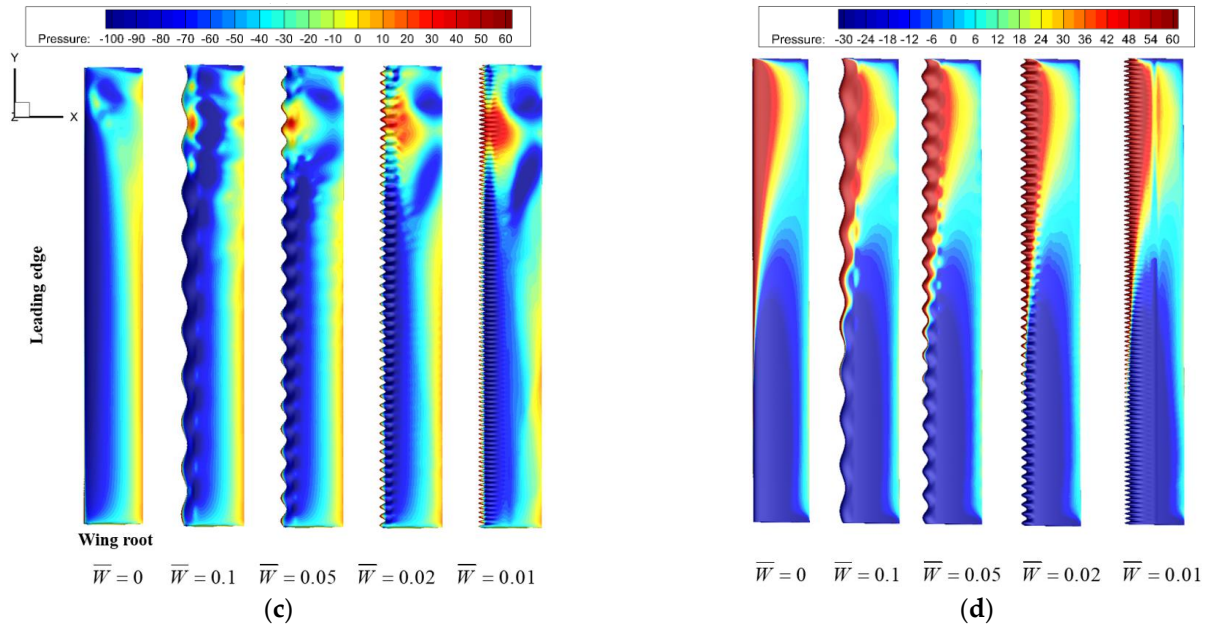 Pressure: -100 -90 -80 -70 -60 -50 -40 -30 -20 -10 0 10 20 30 40 50 60
Pressure: -30 -24 -18 -12 -6 0 6 12 18 24 30 36 42 48 54 60
Y
Z X
Leading edge
Wing root
W̅ = 0 W̅ = 0.1 W̅ = 0.05 W̅ = 0.02 W̅ = 0.01
W̅ = 0 W̅ = 0.1 W̅ = 0.05 W̅ = 0.02 W̅ = 0.01
(c)
(d)